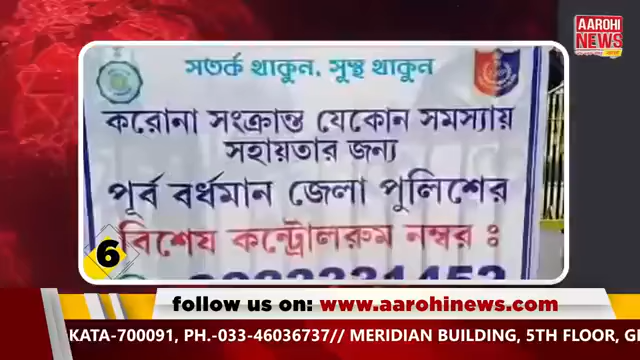 AAROHI
NEWS
সতর্ক থাকুন, সুস্থ থাকুন
করোনা সংক্রান্ত যেকোন সমস্যায়
সহায়তার জন্য
পূর্ব বর্ধমান জেলা পুলিশের
বিশেষ কন্ট্রোলরুম নম্বর ঃ
6
follow us on: www.aarohinews.com
KATA-700091, PH.-033-46036737// MERIDIAN BUILDING, 5TH FLOOR,